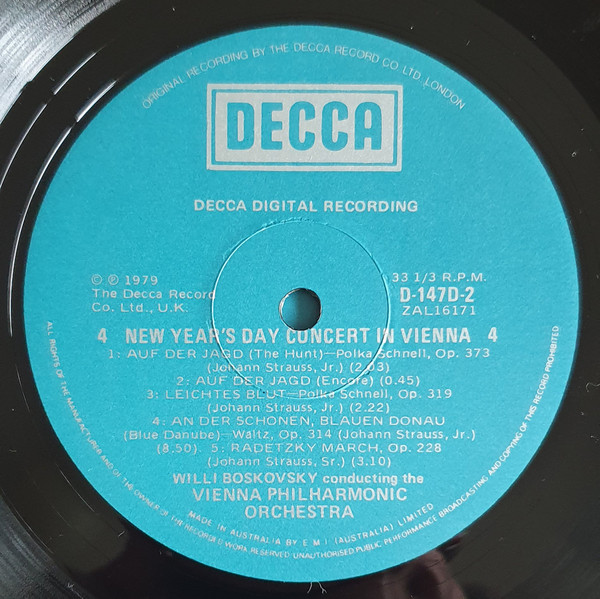 ORIGINAL RECORDING BY THE DECCA RECORD CO LTD, LONDON
DECCA
DECCA DIGITAL RECORDING
© ℗ 1979
The Decca Record
Co. Ltd., U.K.
33 1/3 R.P.M.
D-147D-2
ZAL16171
4 NEW YEAR'S DAY CONCERT IN VIENNA 4
1: AUF DER JAGD (The Hunt)—Polka Schnell, Op. 373
(Johann Strauss, Jr.) (2.03)
2: AUF DER JAGD (Encore) (0.45)
3: LEICHTES BLUT—Polka Schnell, Op. 319
(Johann Strauss, Jr.) (2.22)
4: AN DER SCHONEN, BLAUEN DONAU
(Blue Danube)—Waltz, Op. 314 (Johann Strauss, Jr.)
(8.50) 5: RADETZKY MARCH, Op. 228
(Johann Strauss, Sr.) (3.10)
WILLI BOSKOVSKY conducting the
VIENNA PHILHARMONIC
ORCHESTRA
MADE IN AUSTRALIA BY E M I (AUSTRALIA) LIMITED
ALL RIGHTS OF THE MANUFACTURER AND OF THE OWNER OF THE RECORDED WORK RESERVED UNAUTHORISED PUBLIC PERFORMANCE BROADCASTING AND COPYING OF THIS RECORD PROHIBITED